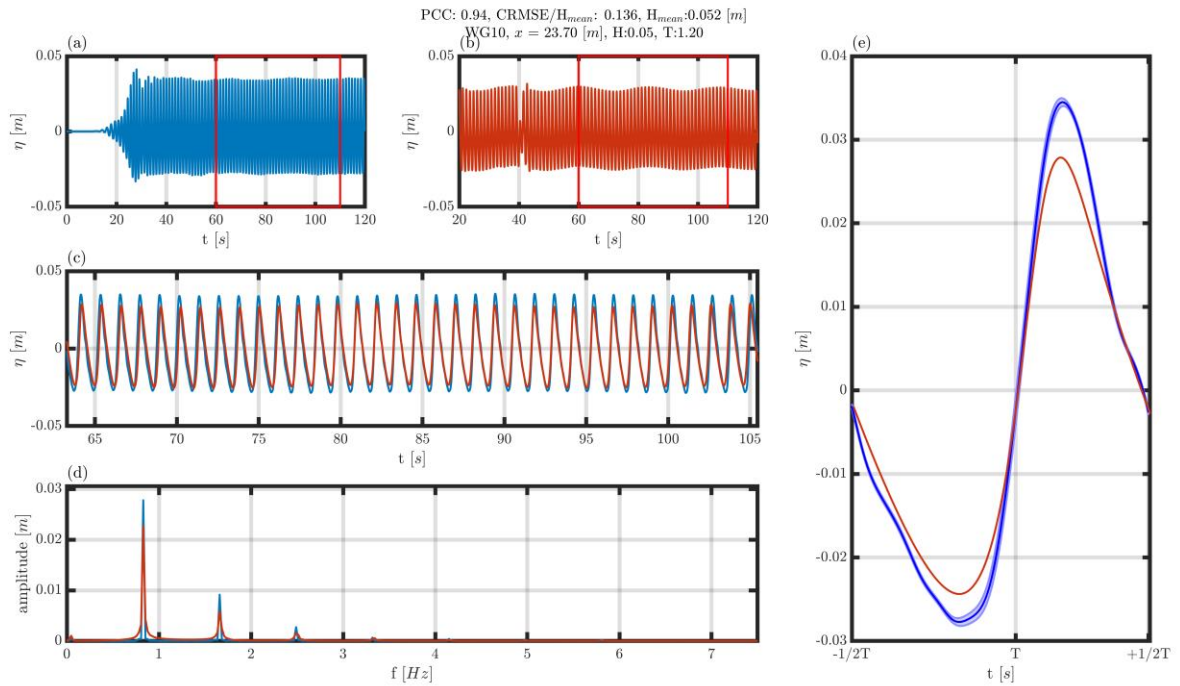 PCC: 0.94, CRMSE/Hmean: 0.136, Hmean:0.052 [m]
WG10, x = 23.70 [m], H:0.05, T:1.20
(a)
0.05
0
-0.05
η [m]
0 20 40 60 80 100 120
t [s]
(b)
0.05
0
-0.05
η [m]
20 40 60 80 100 120
t [s]
(c)
0.05
0
-0.05
η [m]
65 70 75 80 85 90 95 100 105
t [s]
(d)
0.03
0.02
0.01
0
amplitude [m]
0 1 2 3 4 5 6 7
f [Hz]
(e)
0.04
0.03
0.02
0.01
0
-0.01
-0.02
-0.03
η [m]
-1/2T T +1/2T
t [s]